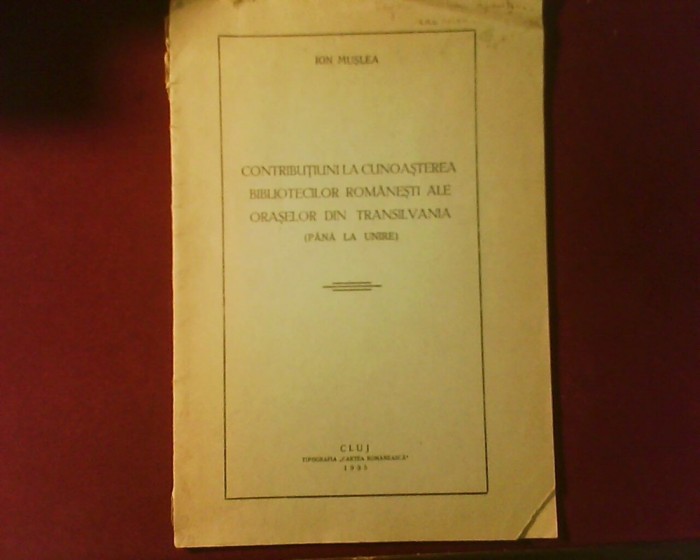 ION MUȘLEA
CONTRIBUȚIUNI LA CUNOAȘTEREA
BIBLIOTECILOR ROMÂNEȘTI ALE
ORAȘELOR DIN TRANSILVANIA
(PÂNĂ LA UNIRE)
CLUJ
TIPOGRAFIA „CARTEA ROMÂNEASCĂ”